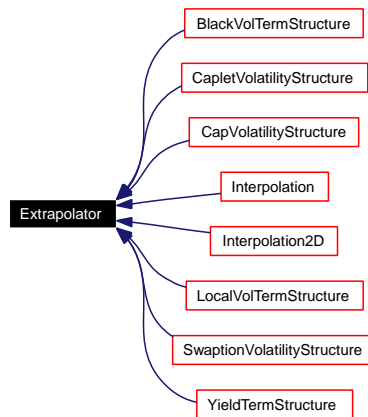 BlackVolTermStructure
CapletVolatilityStructure
CapVolatilityStructure
Interpolation
Extrapolator
Interpolation2D
LocalVolTermStructure
SwaptionVolatilityStructure
YieldTermStructure